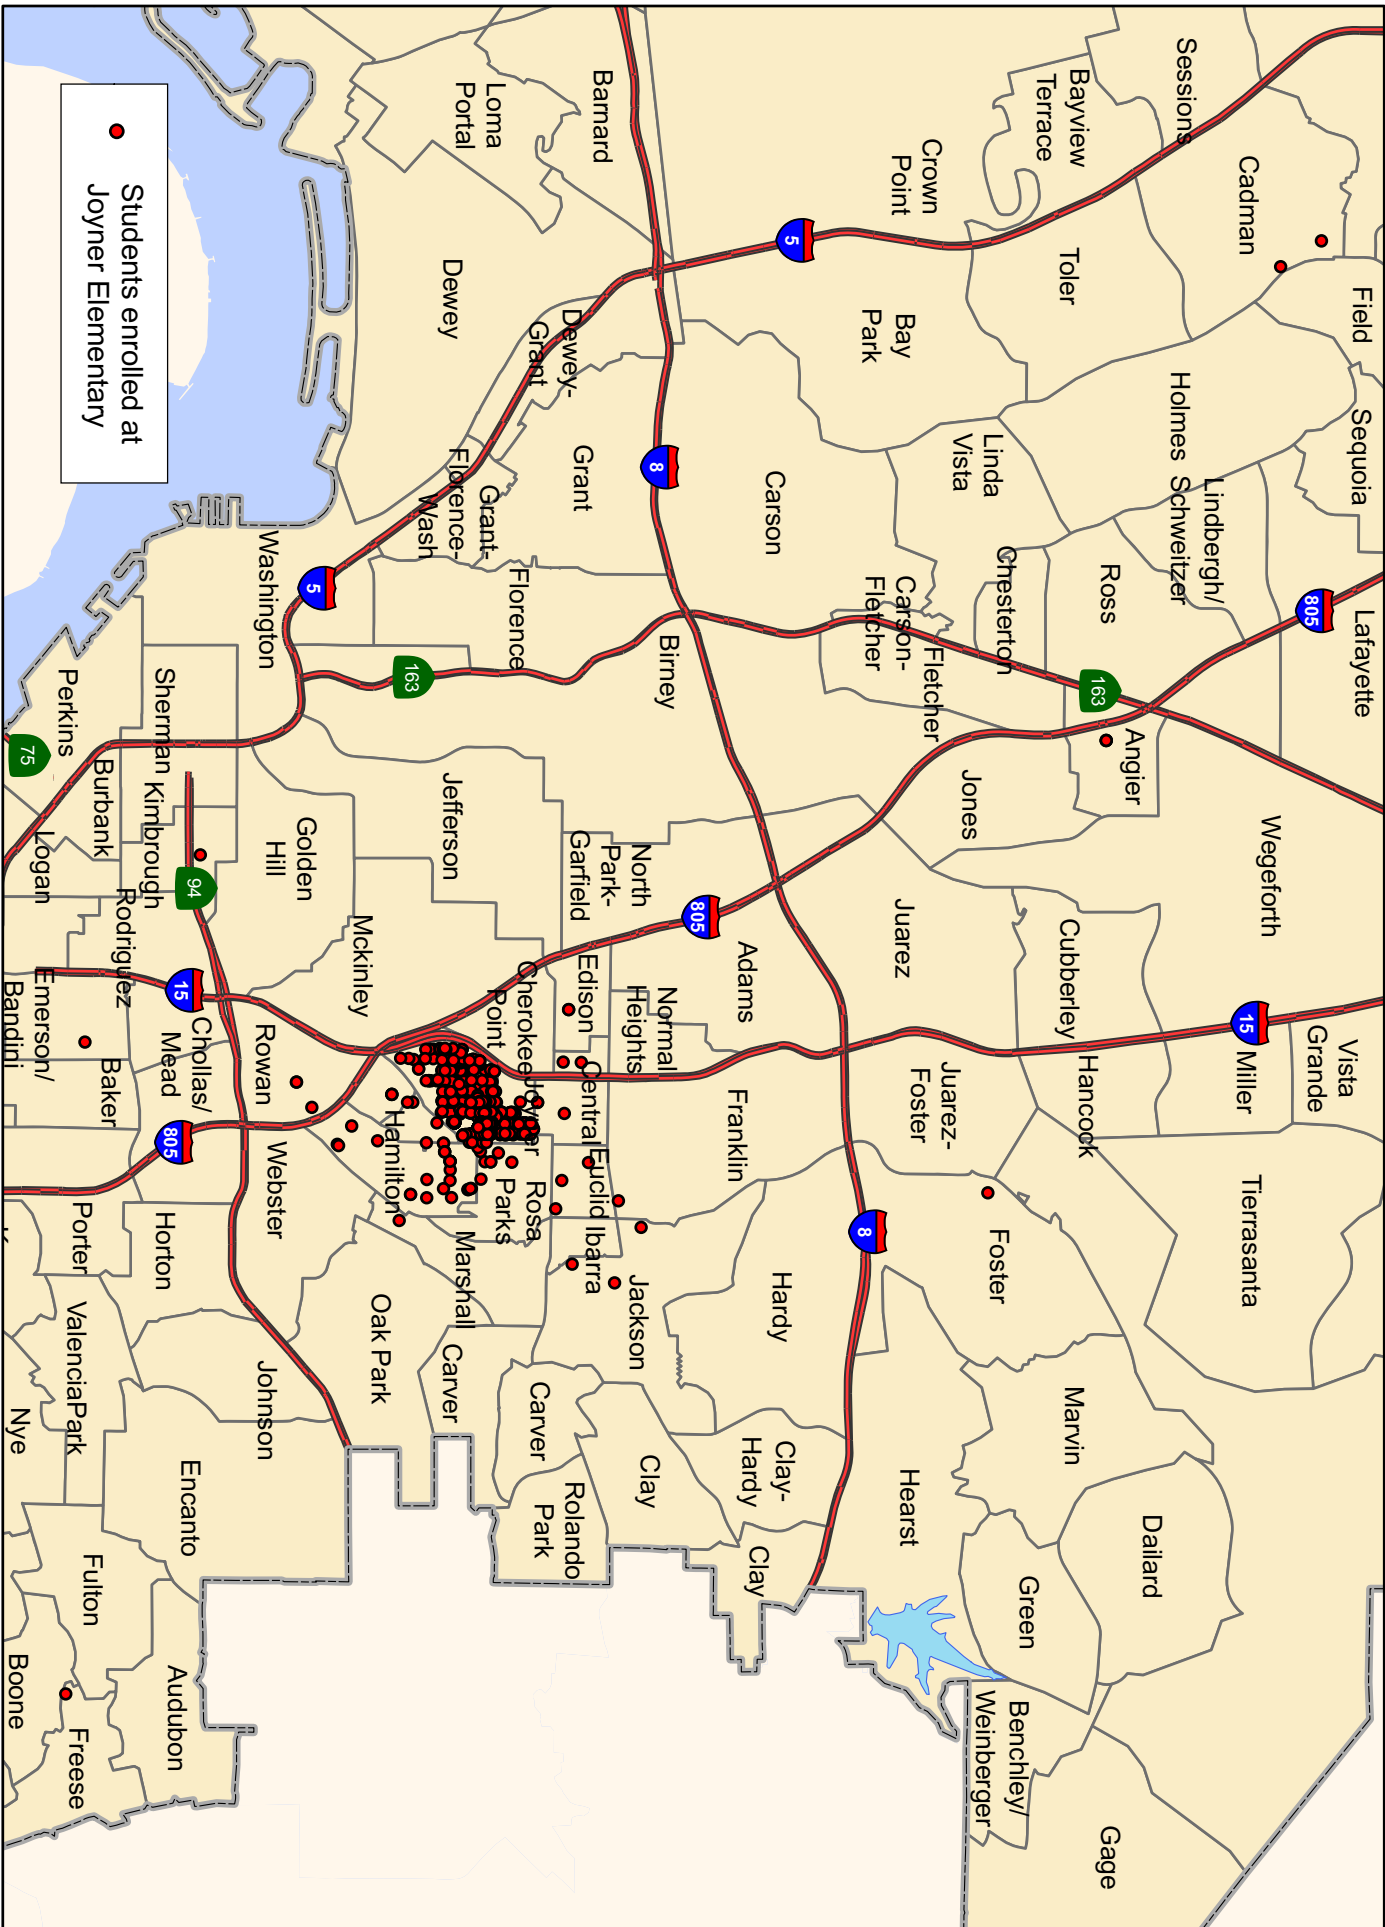 Sessions
Bayview
Terrace
Crown
Point
Barnard
Loma
Portal
Cadman
Field
Toler
Bay
Park
Dewey
Dewey-
Grant
Sequoia
Holmes
Lindbergh/
Schweitzer
Linda
Vista
Carson
Grant
Grant-
Florence-
Wash
Lafayette
Ross
Chesterton
Carson-
Fletcher
Fletcher
Birney
Florence
Washington
Angier
Jones
Wegeforth
Sherman
Perkins
Burbank
Kimbrough
Logan
Golden
Hill
Jefferson
North
Park-
Garfield
Mckinley
Juarez
Cubberley
Adams
Normal
Heights
Edison
Cherokee
Point
Rodriguez
Emerson/
Bandini
Baker
Chollas/
Mead
Rowan
Vista
Grande
Miller
Hancock
Juarez-
Foster
Franklin
Central
Joyner
Hamilton
Euclid
Rosa
Parks
Webster
Ibarra
Jackson
Marshall
Tierrasanta
Foster
Hardy
Porter
Horton
Oak Park
ValenciaPark
Johnson
Carver
Carver
Clay
Clay-
Hardy
Clay
Marvin
Hearst
Nye
Encanto
Rolando
Park
Dailard
Green
Fulton
Boone
Freese
Audubon
Benchley/
Weinberger
Gage
5
8
805
163
5
163
75
94
805
15
15
805
8
Students enrolled at
Joyner Elementary